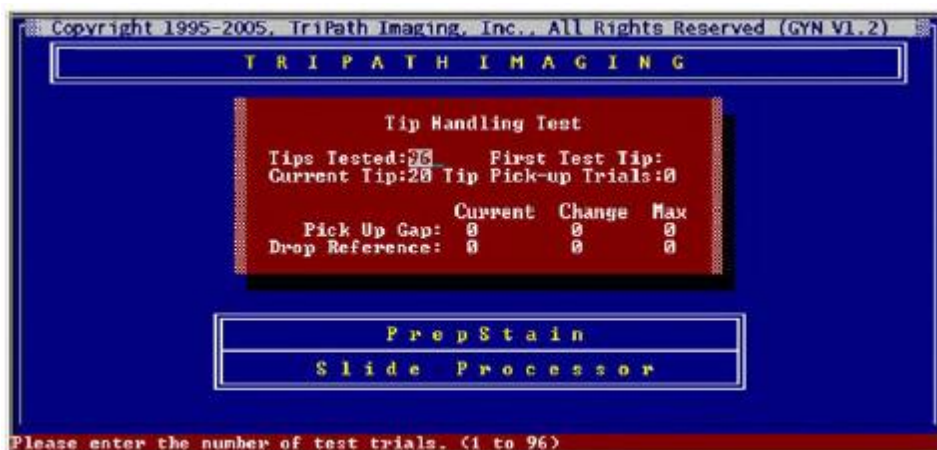 Copyright 1995-2005, TriPath Imaging, Inc., All Rights Reserved (GYN V1.2)
T R I P A T H I M A G I N G
Tip Handling Test
Tips Tested:96 First Test Tip:
Current Tip:20 Tip Pick-up Trials:0
Current Change Max
Pick Up Gap: 0 0 0
Drop Reference: 0 0 0
P r e p S t a i n
S l i d e P r o c e s s o r
Please enter the number of test trials. (1 to 96)